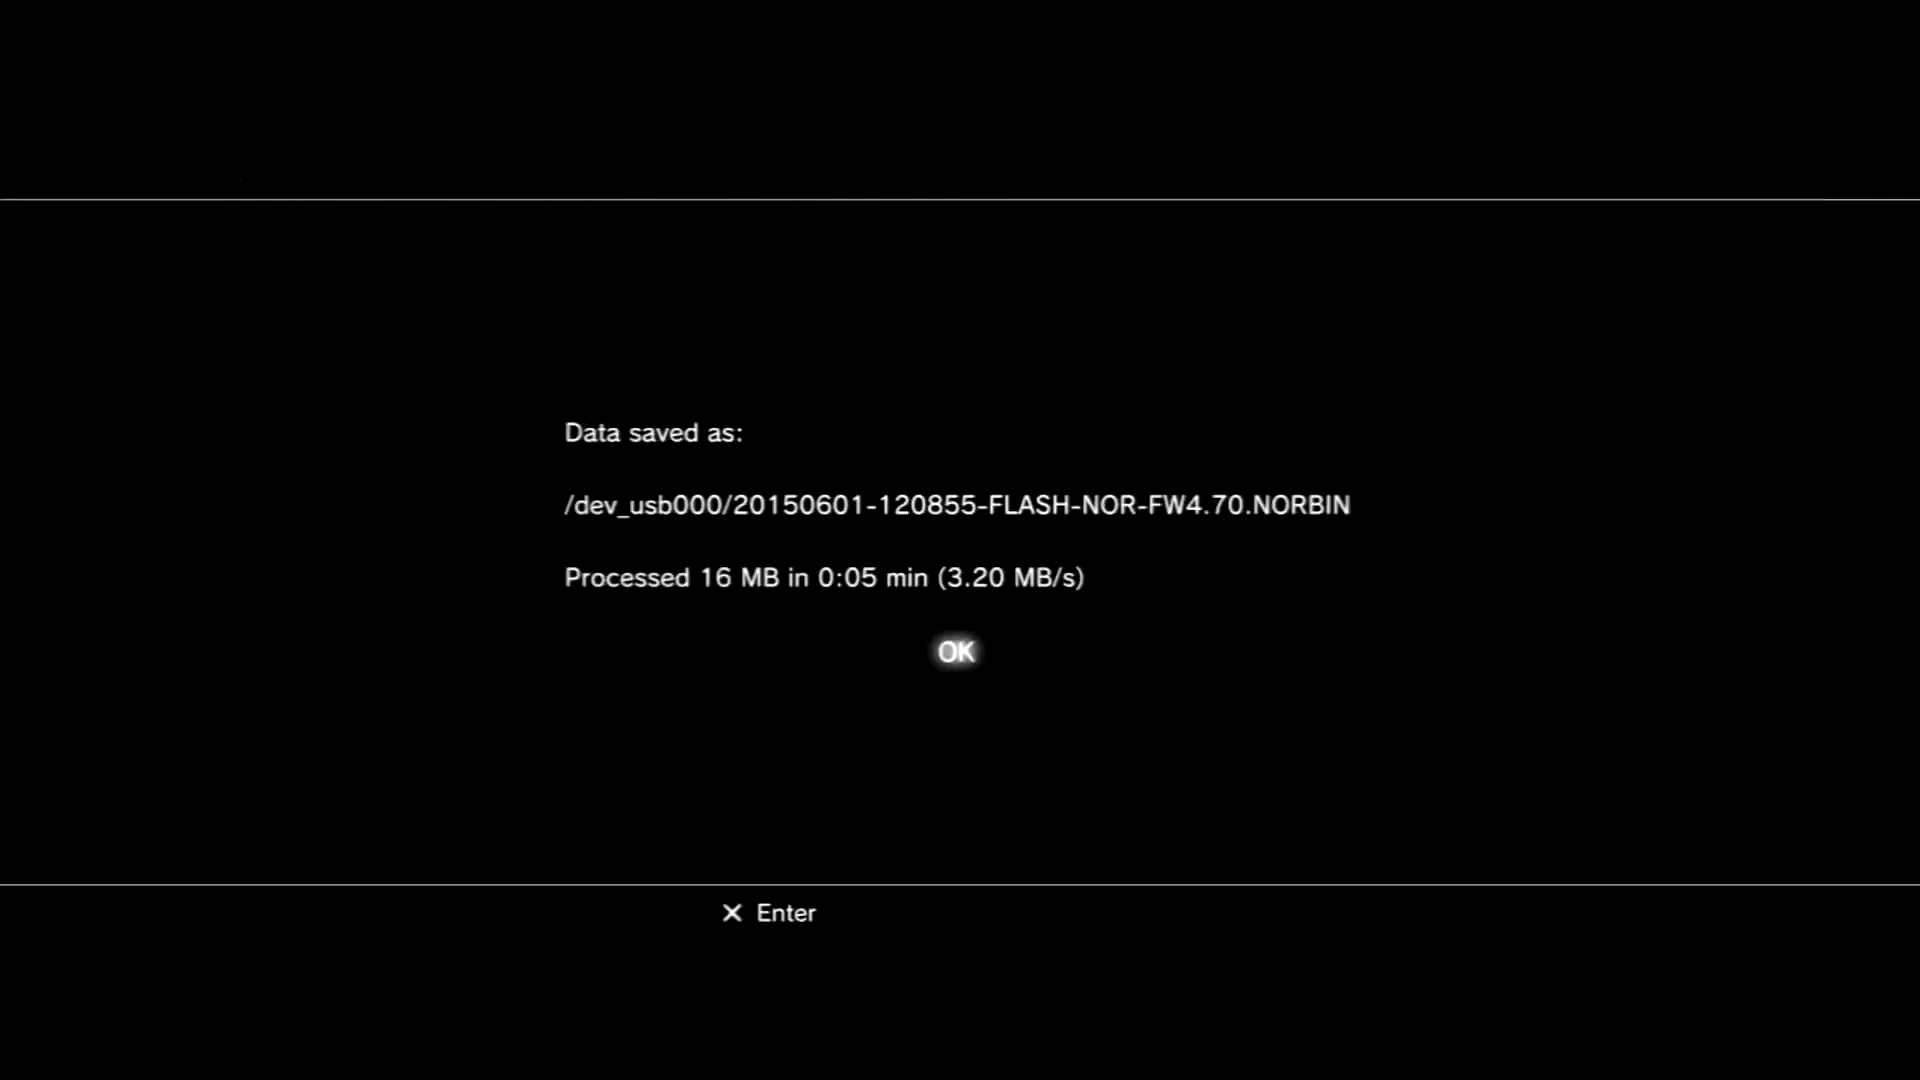 Data saved as:
/dev_usb000/20150601-120855-FLASH-NOR-FW4.70.NORBIN
Processed 16 MB in 0:05 min (3.20 MB/s)
OK
✕ Enter